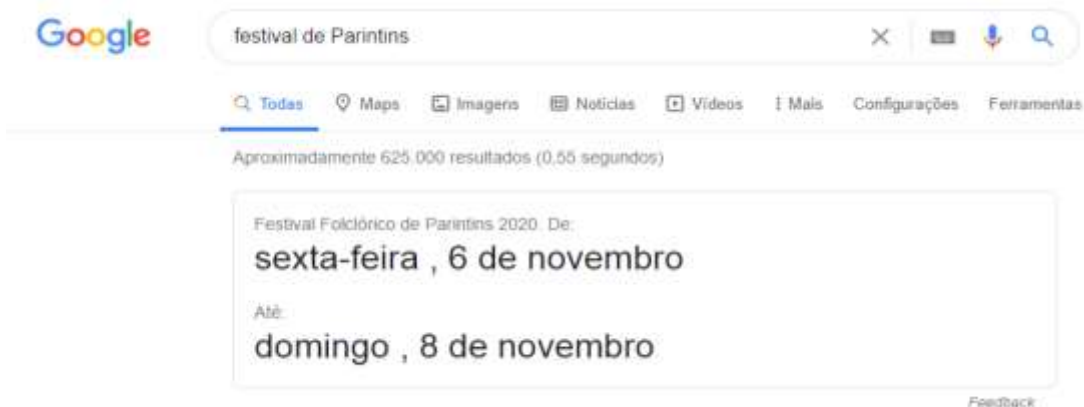 Google festival de Parintins
Todas Maps Imagens Notícias Vídeos Mais Configurações Ferramentas
Aproximadamente 625.000 resultados (0,55 segundos)
Festival Folclórico de Parintins 2020. De:
sexta-feira , 6 de novembro
Até:
domingo , 8 de novembro
Feedback